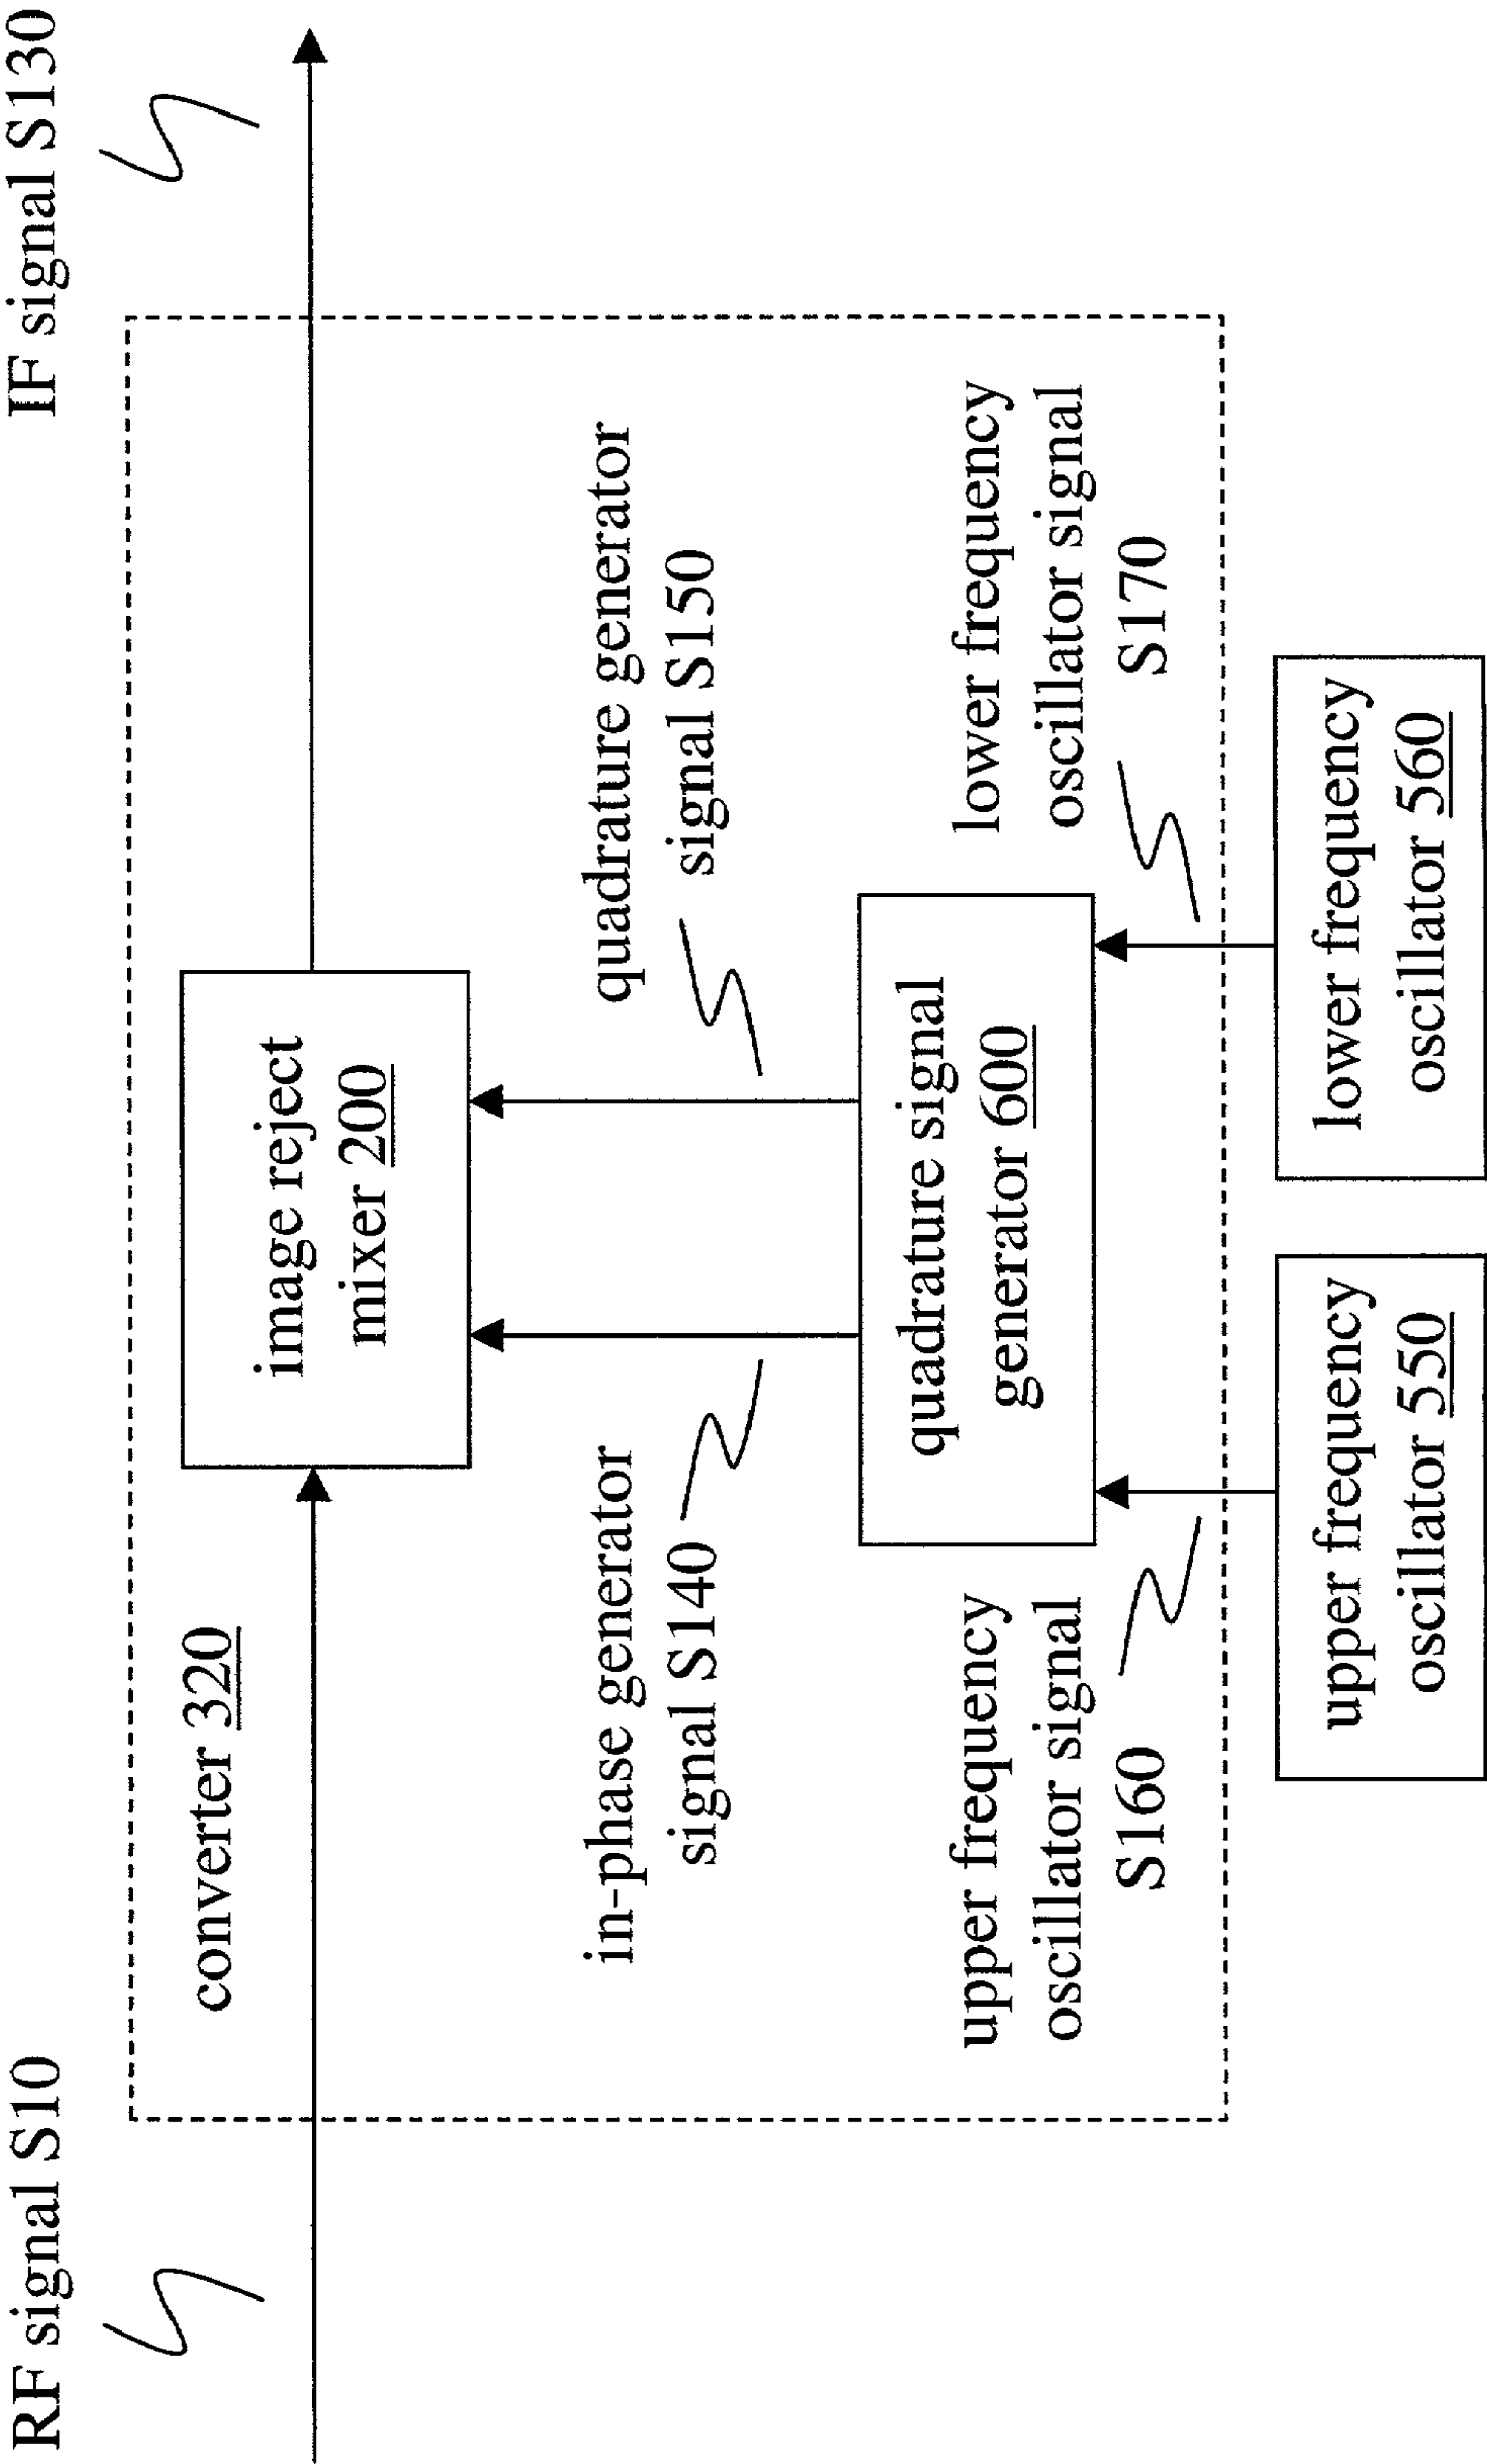 RF signal S10
IF signal S130
converter 320
image reject
mixer 200
in-phase generator
signal S140
quadrature generator
signal S150
quadrature signal
generator 600
upper frequency
oscillator signal
S160
lower frequency
oscillator signal
S170
upper frequency
oscillator 550
lower frequency
oscillator 560